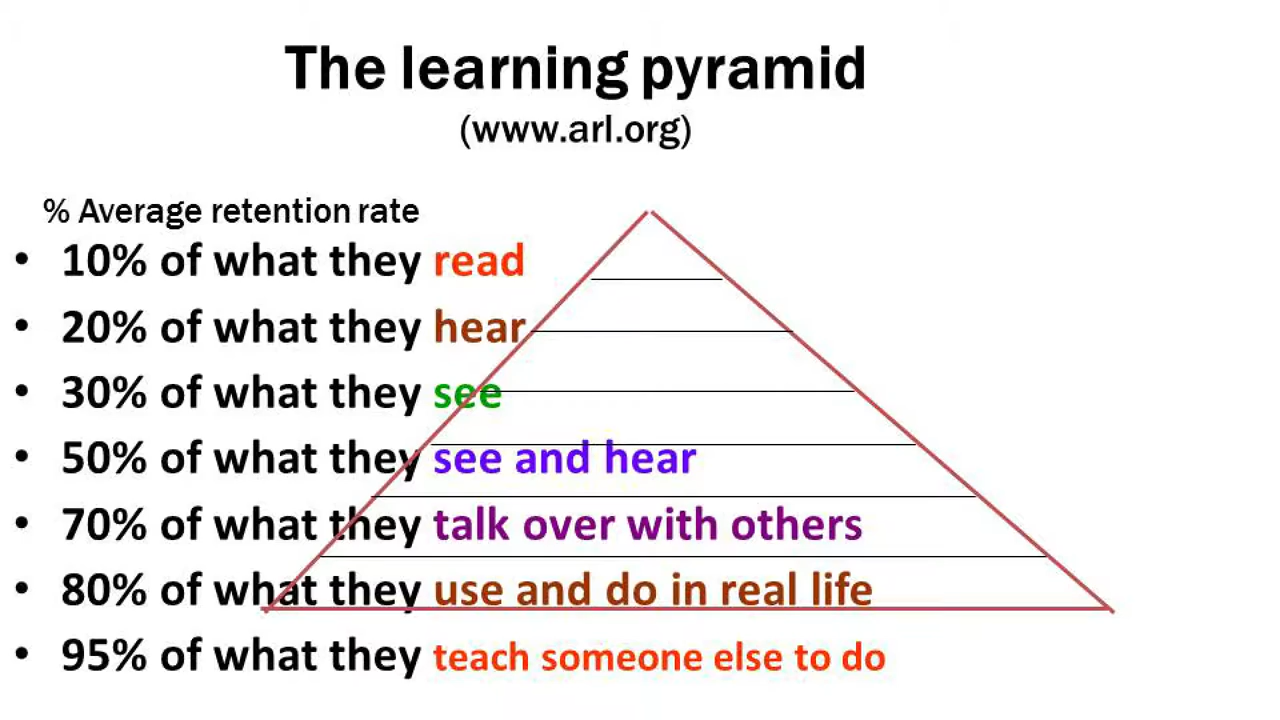 The learning pyramid
(www.arl.org)
% Average retention rate
• 10% of what they read
• 20% of what they hear
• 30% of what they see
• 50% of what they see and hear
• 70% of what they talk over with others
• 80% of what they use and do in real life
• 95% of what they teach someone else to do